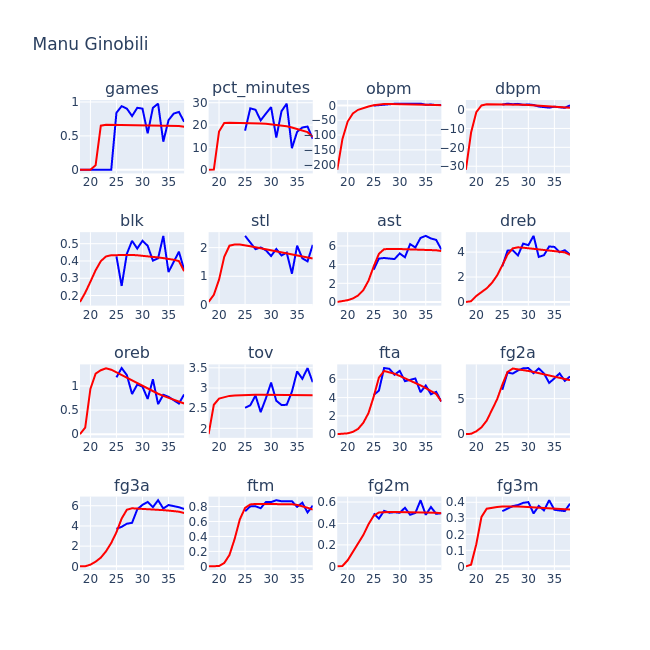 Manu Ginobili
games pct_minutes obpm dbpm
1 0.5 0 30 20 10 0 0 −50 −100 −150 −200 0 −10 −20 −30
20 25 30 35 20 25 30 35 20 25 30 35 20 25 30 35
blk stl ast dreb
0.5 0.4 0.3 0.2 2 1 0 6 4 2 0 4 2 0
20 25 30 35 20 25 30 35 20 25 30 35 20 25 30 35
oreb tov fta fg2a
1 0.5 0 3.5 3 2.5 2 6 4 2 0 5 0
20 25 30 35 20 25 30 35 20 25 30 35 20 25 30 35
fg3a ftm fg2m fg3m
6 4 2 0 0.8 0.6 0.4 0.2 0 0.6 0.4 0.2 0 0.4 0.3 0.2 0.1 0
20 25 30 35 20 25 30 35 20 25 30 35 20 25 30 35